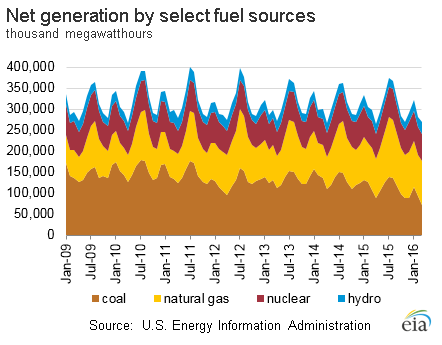 Net generation by select fuel sources
thousand megawatthours
400,000
350,000
300,000
250,000
200,000
150,000
100,000
50,000
0
Jan-09
Jul-09
Jan-10
Jul-10
Jan-11
Jul-11
Jan-12
Jul-12
Jan-13
Jul-13
Jan-14
Jul-14
Jan-15
Jul-15
Jan-16
coal natural gas nuclear hydro
Source: U.S. Energy Information Administration
eia